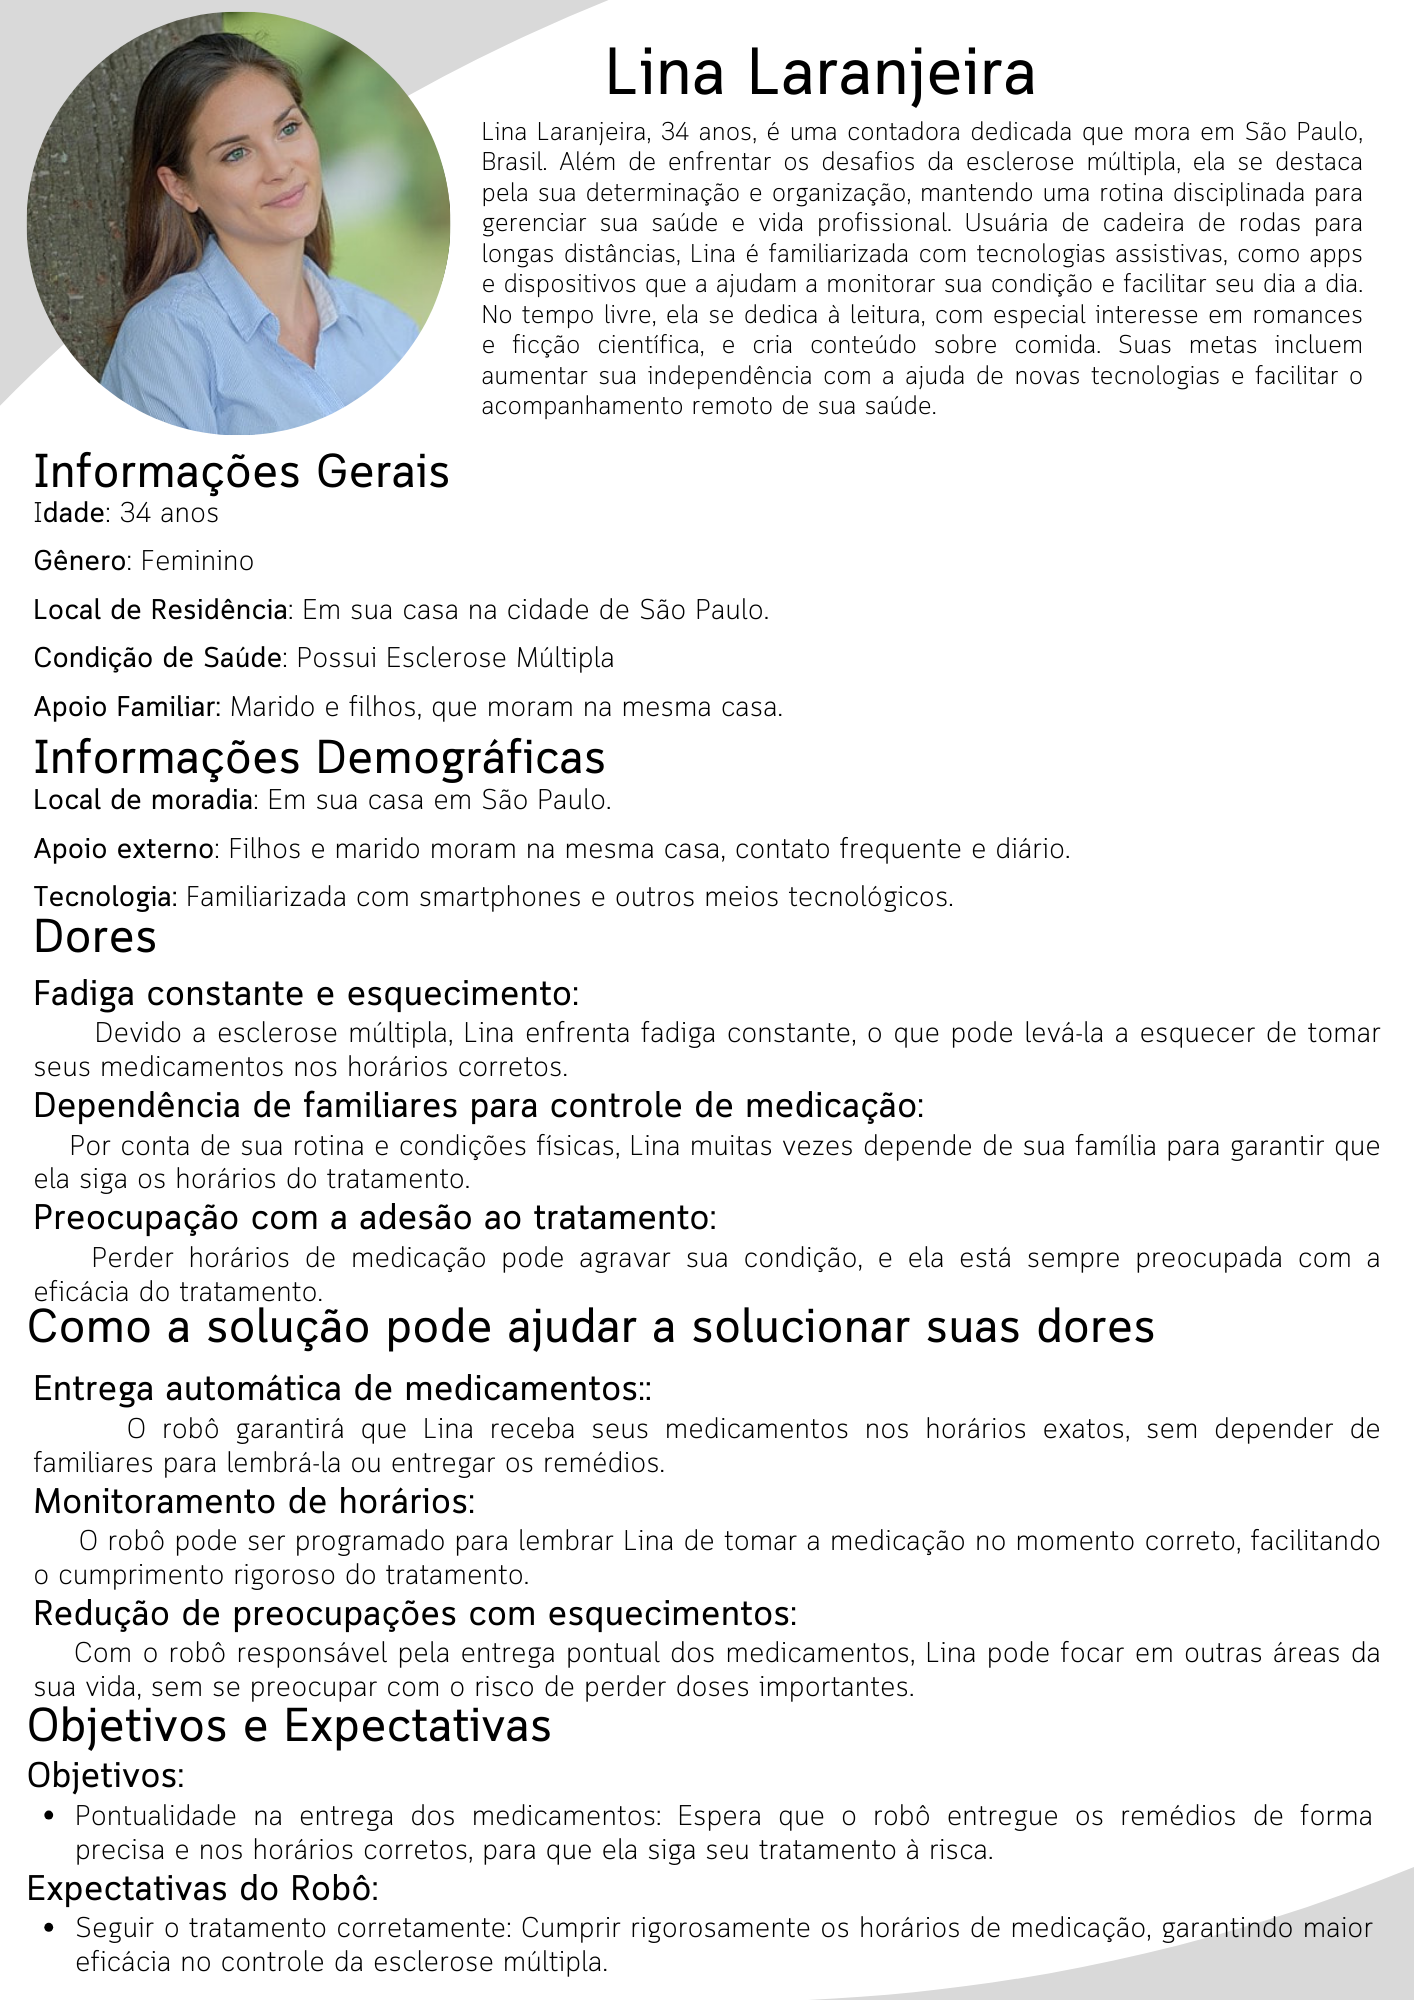 Lina Laranjeira
Lina Laranjeira, 34 anos, é uma contadora dedicada que mora em São Paulo,
Brasil. Além de enfrentar os desafios da esclerose múltipla, ela se destaca
pela sua determinação e organização, mantendo uma rotina disciplinada para
gerenciar sua saúde e vida profissional. Usuária de cadeira de rodas para
longas distâncias, Lina é familiarizada com tecnologias assistivas, como apps
e dispositivos que a ajudam a monitorar sua condição e facilitar seu dia a dia.
No tempo livre, ela se dedica à leitura, com especial interesse em romances
e ficção científica, e cria conteúdo sobre comida. Suas metas incluem
aumentar sua independência com a ajuda de novas tecnologias e facilitar o
acompanhamento remoto de sua saúde.
Informações Gerais
Idade: 34 anos
Gênero: Feminino
Local de Residência: Em sua casa na cidade de São Paulo.
Condição de Saúde: Possui Esclerose Múltipla
Apoio Familiar: Marido e filhos, que moram na mesma casa.
Informações Demográficas
Local de moradia: Em sua casa em São Paulo.
Apoio externo: Filhos e marido moram na mesma casa, contato frequente e diário.
Tecnologia: Familiarizada com smartphones e outros meios tecnológicos.
Dores
Fadiga constante e esquecimento:
Devido a esclerose múltipla, Lina enfrenta fadiga constante, o que pode levá-la a esquecer de tomar
seus medicamentos nos horários corretos.
Dependência de familiares para controle de medicação:
Por conta de sua rotina e condições físicas, Lina muitas vezes depende de sua família para garantir que
ela siga os horários do tratamento.
Preocupação com a adesão ao tratamento:
Perder horários de medicação pode agravar sua condição, e ela está sempre preocupada com a
eficácia do tratamento.
Como a solução pode ajudar a solucionar suas dores
Entrega automática de medicamentos::
O robô garantirá que Lina receba seus medicamentos nos horários exatos, sem depender de
familiares para lembrá-la ou entregar os remédios.
Monitoramento de horários:
O robô pode ser programado para lembrar Lina de tomar a medicação no momento correto, facilitando
o cumprimento rigoroso do tratamento.
Redução de preocupações com esquecimentos:
Com o robô responsável pela entrega pontual dos medicamentos, Lina pode focar em outras áreas da
sua vida, sem se preocupar com o risco de perder doses importantes.
Objetivos e Expectativas
Objetivos:
• Pontualidade na entrega dos medicamentos: Espera que o robô entregue os remédios de forma
precisa e nos horários corretos, para que ela siga seu tratamento à risca.
Expectativas do Robô:
• Seguir o tratamento corretamente: Cumprir rigorosamente os horários de medicação, garantindo maior
eficácia no controle da esclerose múltipla.